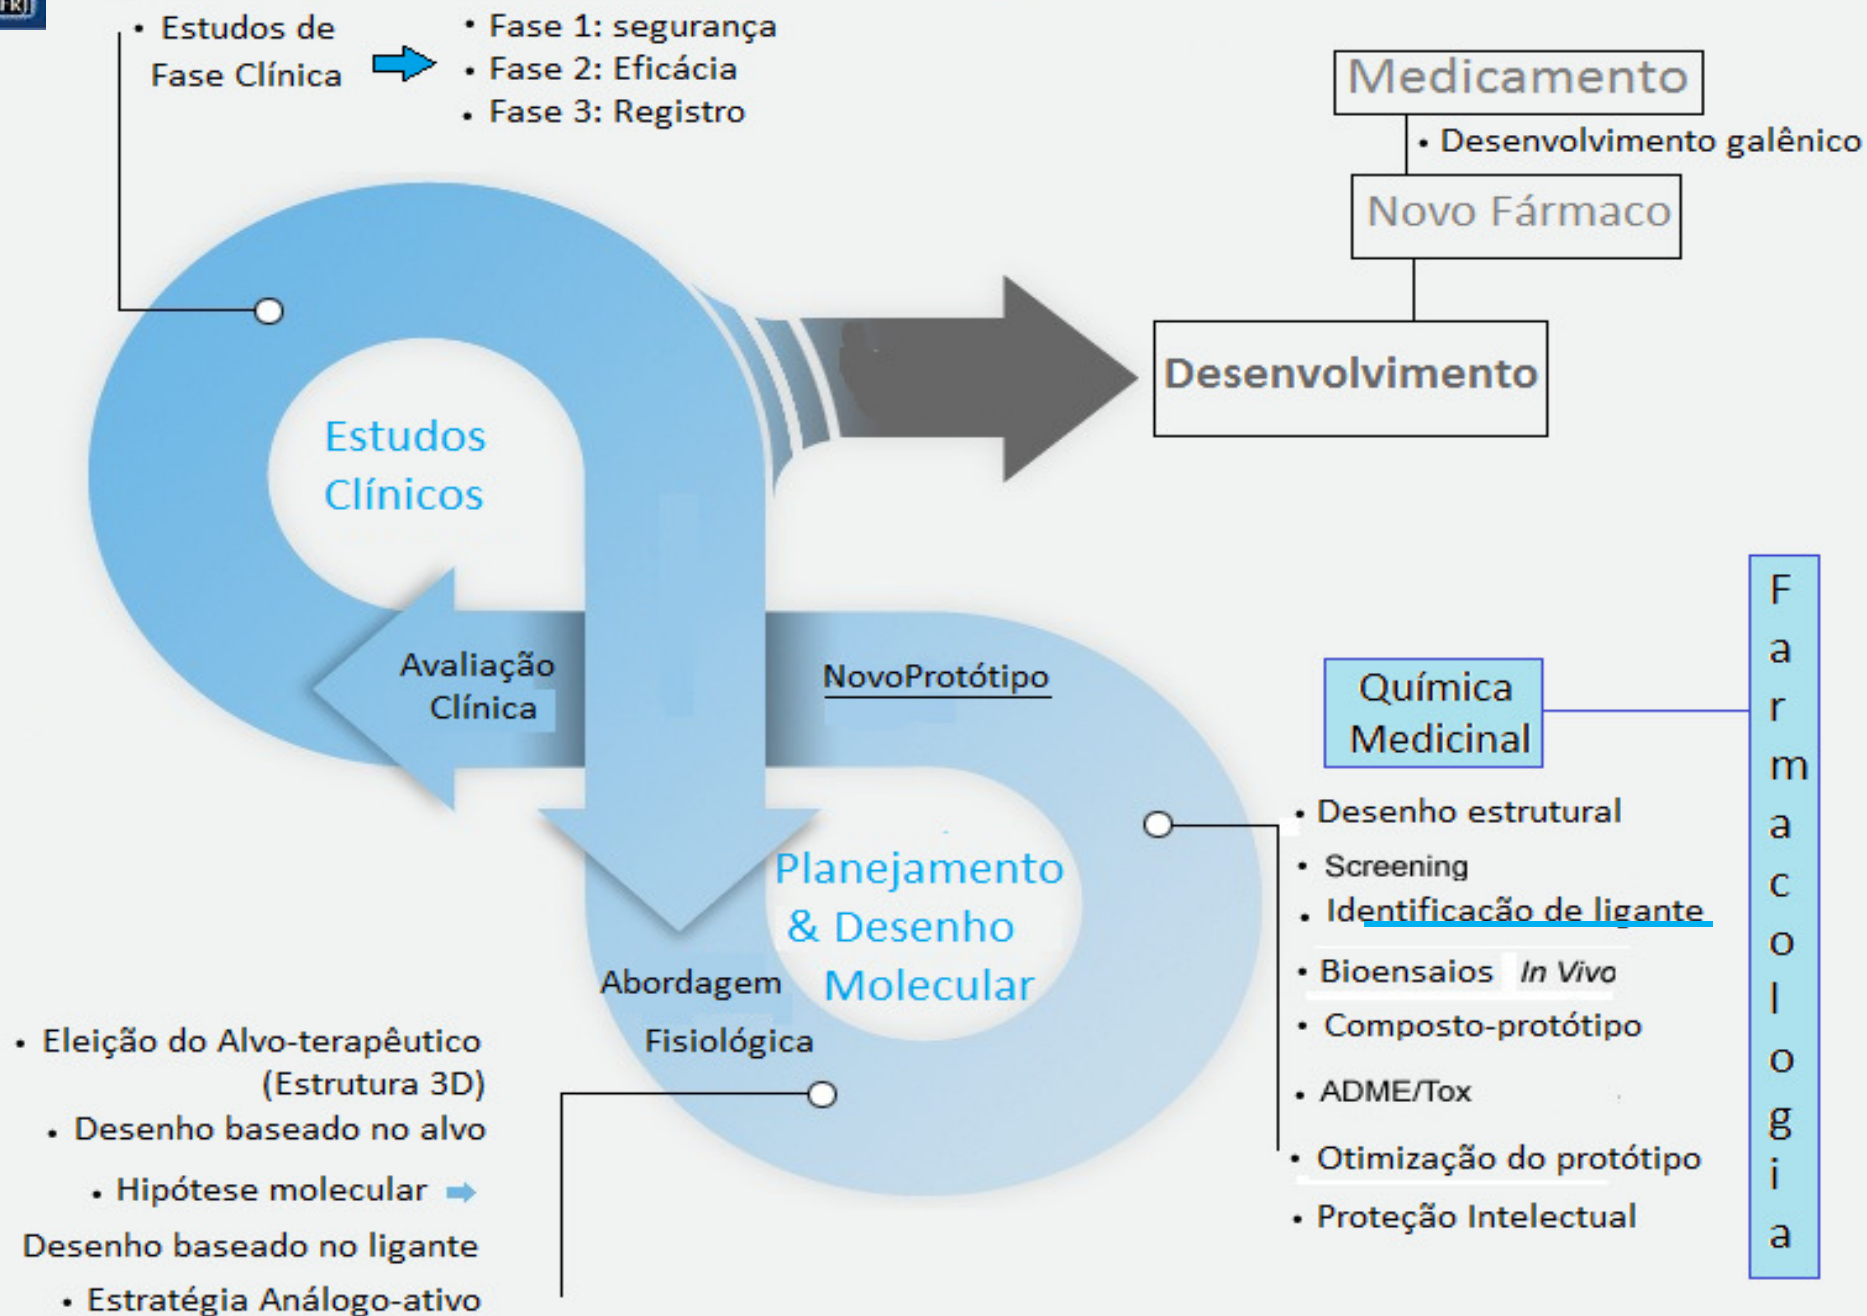 • Estudos de
Fase Clínica
• Fase 1: segurança
• Fase 2: Eficácia
• Fase 3: Registro
Medicamento
• Desenvolvimento galênico
Novo Fármaco
Desenvolvimento
Estudos
Clínicos
Avaliação
Clínica
NovoProtótipo
Química
Medicinal
Farmacologia
• Desenho estrutural
• Screening
• Identificacão de ligante
• Bioensaios In Vivo
• Composto-protótipo
• ADME/Tox
• Otimização do protótipo
• Proteção Intelectual
Planejamento
& Desenho
Molecular
Abordagem
Fisiológica
• Eleição do Alvo-terapêutico
(Estrutura 3D)
• Desenho baseado no alvo
• Hipótese molecular
Desenho baseado no ligante
• Estratégia Análogo-ativo